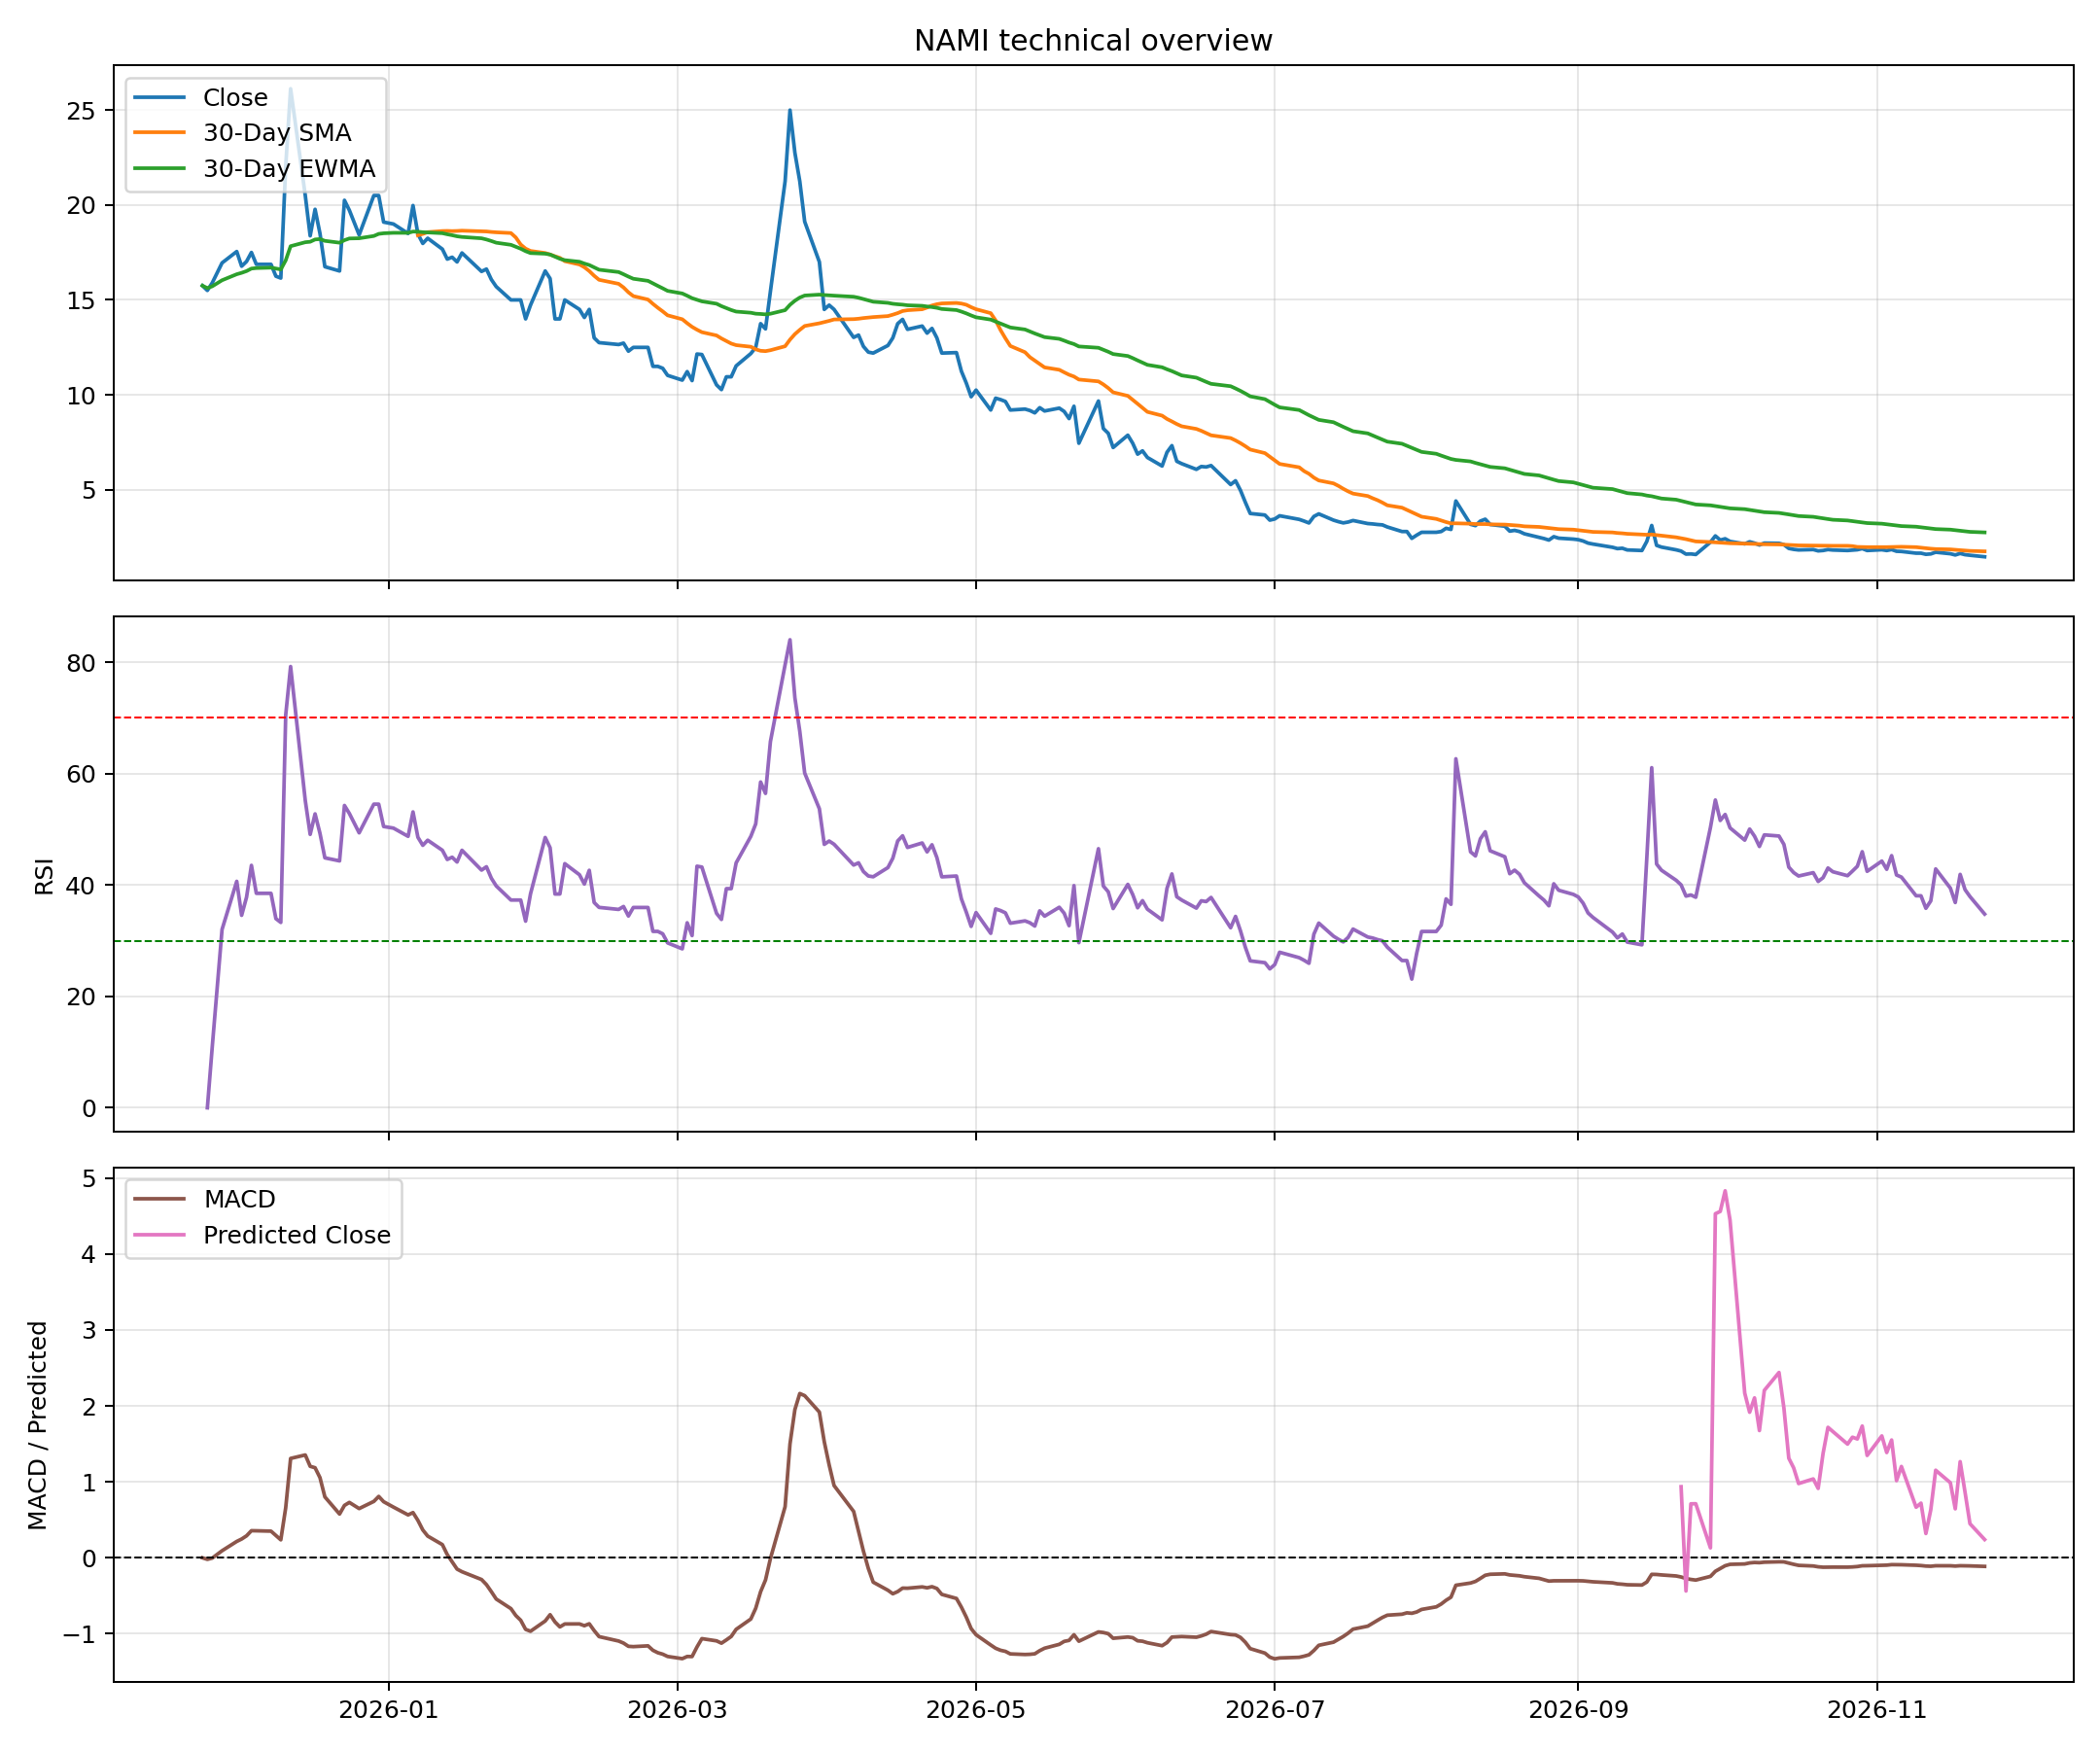 NAMI technical overview
Close
30-Day SMA
30-Day EWMA
25
20
15
10
5
RSI
80
60
40
20
0
MACD / Predicted
MACD
Predicted Close
5
4
3
2
1
0
−1
2026-01
2026-03
2026-05
2026-07
2026-09
2026-11